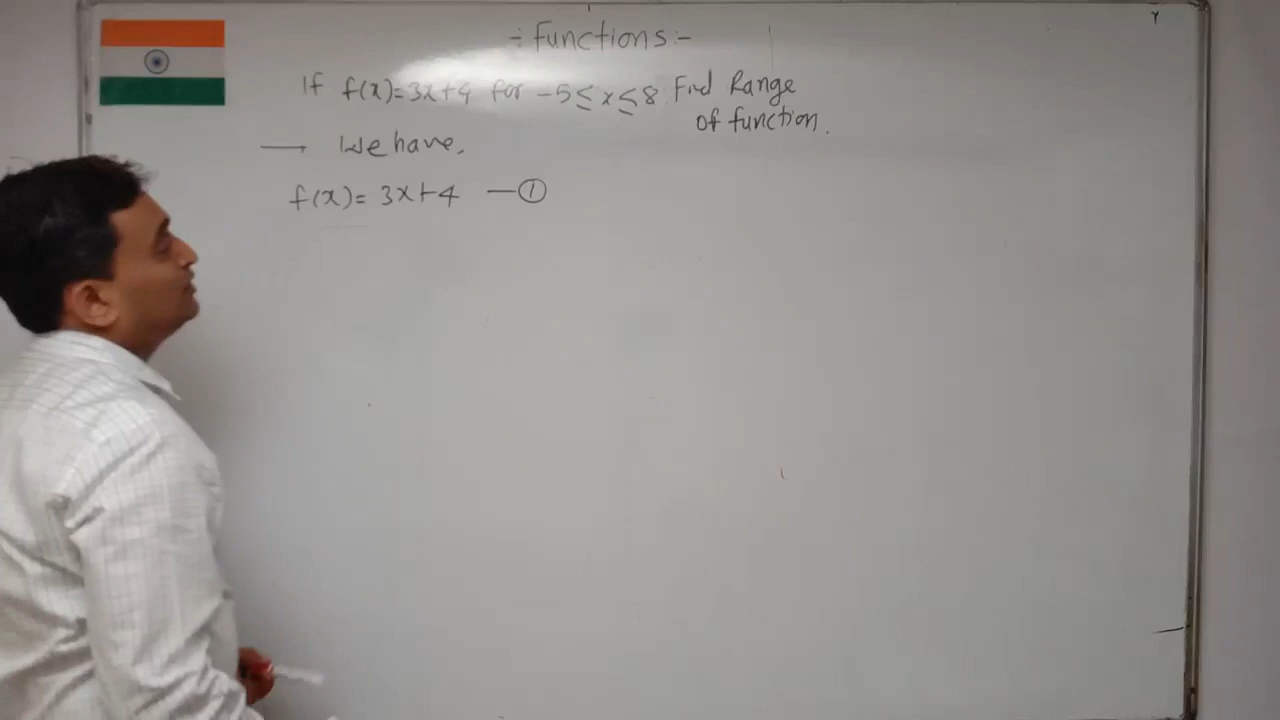 ÷ Functions :-
If f(x)=3x+4 for -5≤x≤8 Find Range
of function.
→ We have,
f(x)= 3x+4 —①